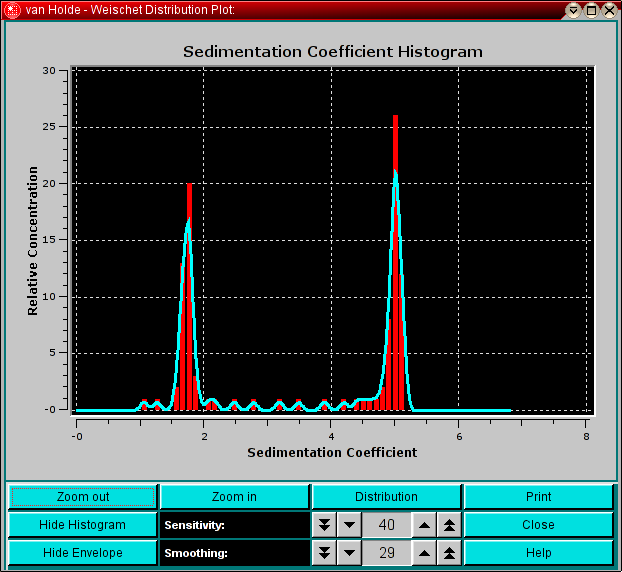 van Holde - Weischet Distribution Plot:
Sedimentation Coefficient Histogram
30
25
20
15
10
5
-0
Relative Concentration
-0 2 4 6 8
Sedimentation Coefficient
Zoom out Zoom in Distribution Print
Hide Histogram Sensitivity: 40 Close
Hide Envelope Smoothing: 29 Help